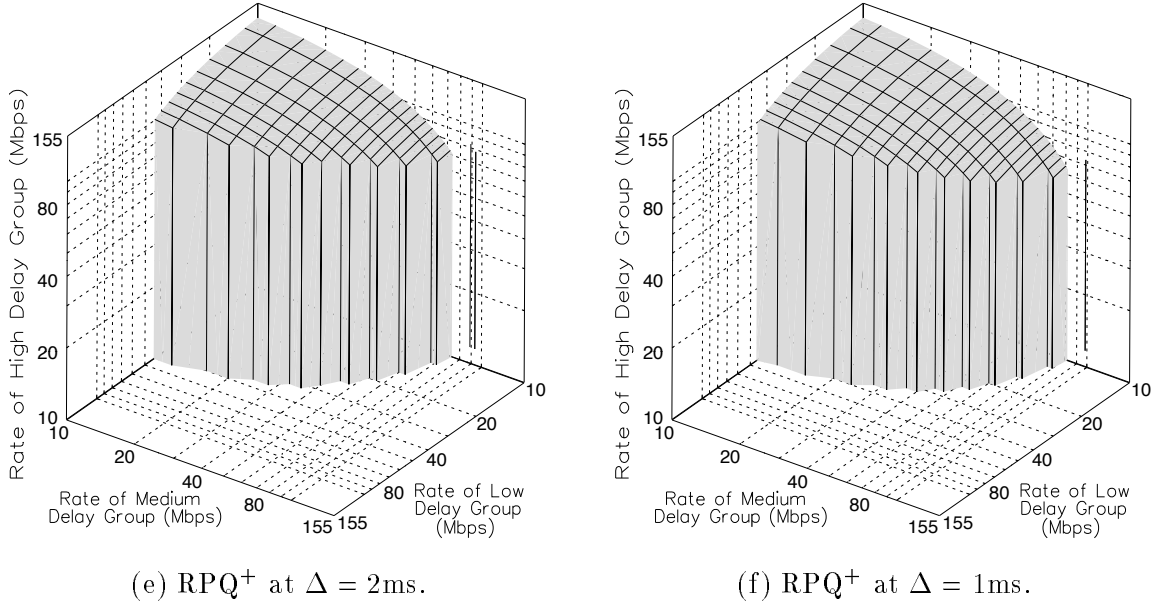 Rate of High Delay Group (Mbps)
155
80
40
20
10
10
20
40
80
155
Rate of Medium
Delay Group (Mbps)
155
80
40
20
10
Rate of Low
Delay Group
(Mbps)
(e) RPQ⁺ at Δ = 2ms.
Rate of High Delay Group (Mbps)
155
80
40
20
10
10
20
40
80
155
Rate of Medium
Delay Group (Mbps)
155
80
40
20
10
Rate of Low
Delay Group
(Mbps)
(f) RPQ⁺ at Δ = 1ms.